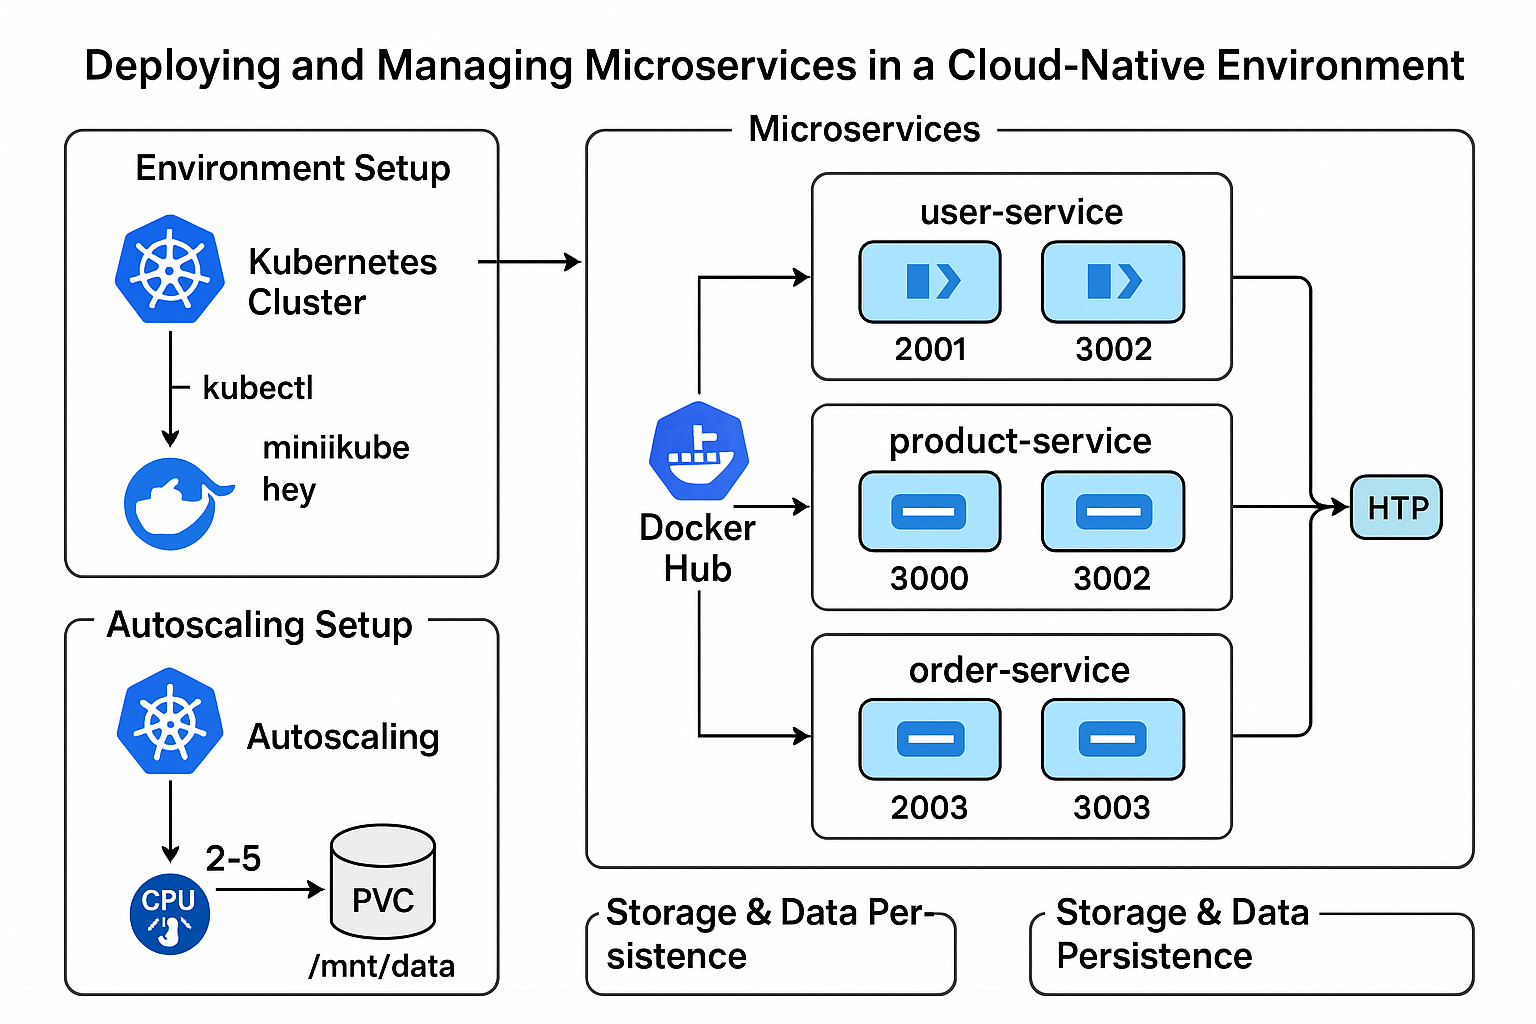 Deploying and Managing Microservices in a Cloud-Native Environment
Environment Setup
Kubernetes
Cluster
kubectl
miniikube
hey
Autoscaling Setup
Autoscaling
CPU
2-5
PVC
/mnt/data
Microservices
Docker
Hub
user-service
2001
3002
product-service
3000
3002
order-service
2003
3003
HTP
Storage & Data Per-
sistence
Storage & Data
Persistence